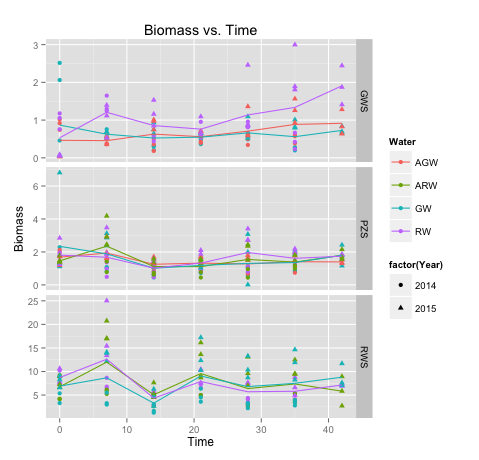 Biomass vs. Time
3
2
1
0
GWS
6
4
2
0
PZS
25
20
15
10
5
RWS
0 10 20 30 40
Time
Biomass
Water
AGW
ARW
GW
RW
factor(Year)
2014
2015